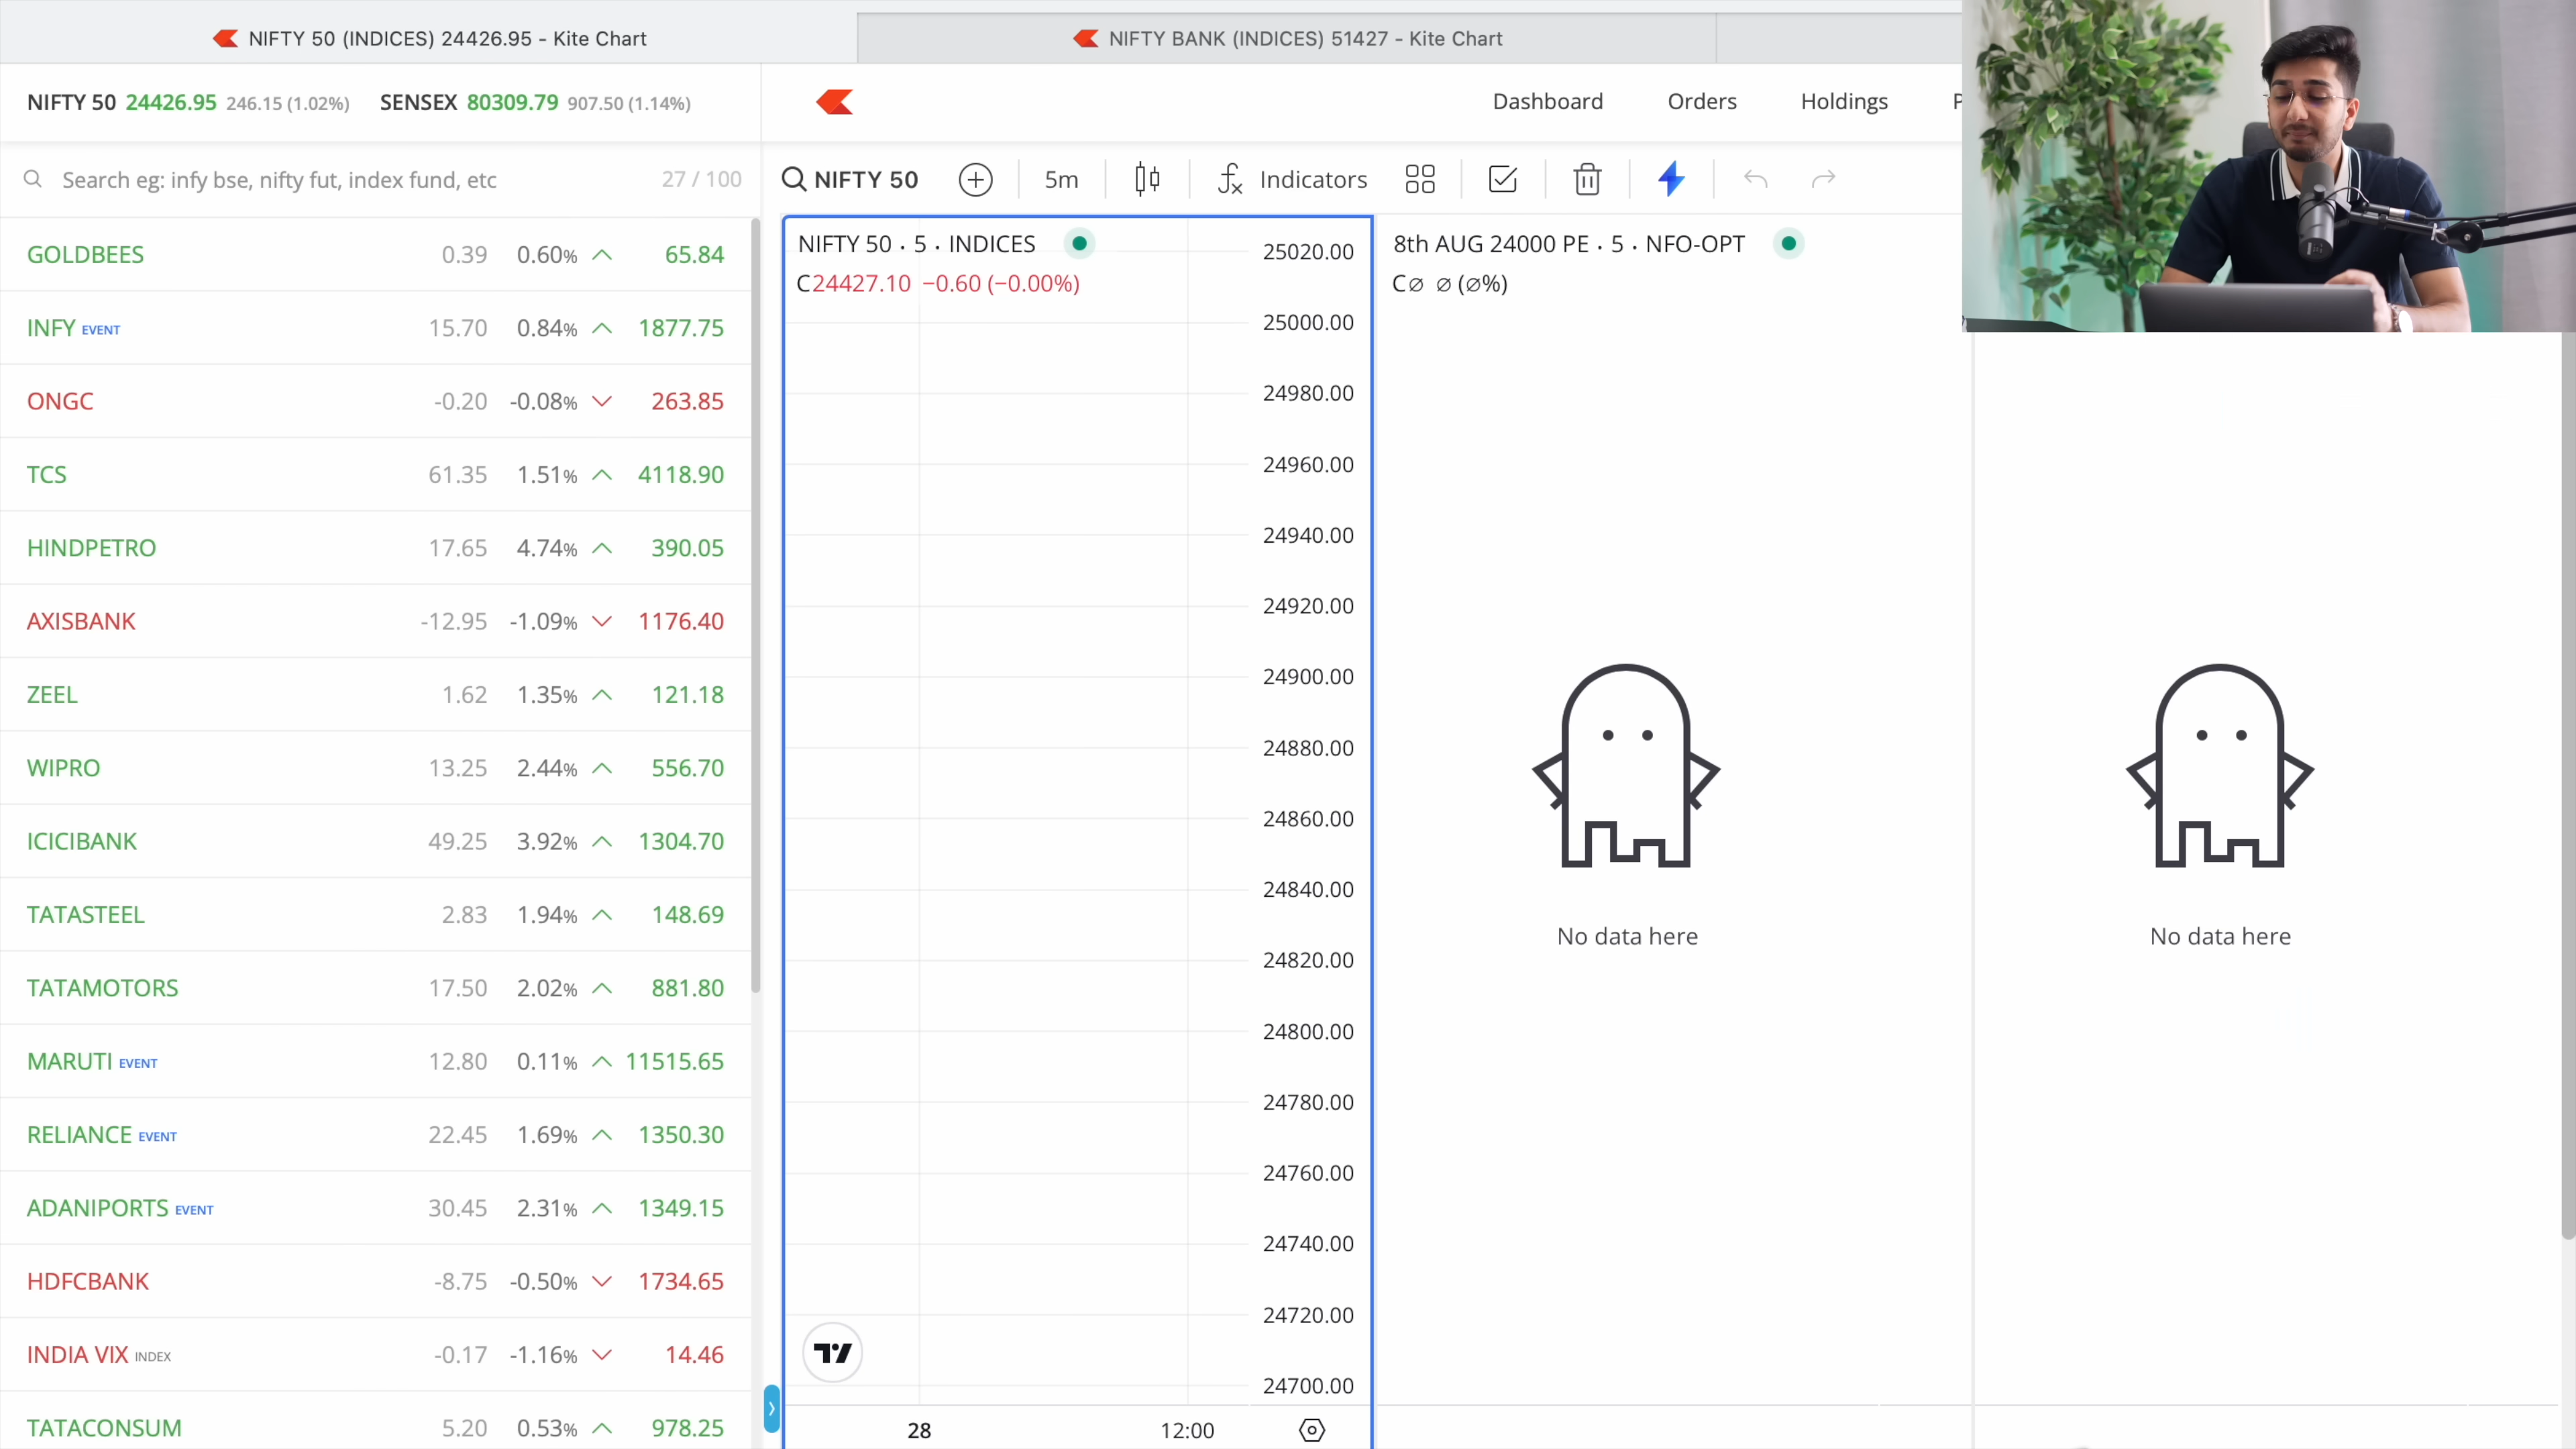 NIFTY 50 (INDICES) 24426.95 - Kite Chart
NIFTY BANK (INDICES) 51427 - Kite Chart
NIFTY 50 24426.95 246.15 (1.02%) SENSEX 80309.79 907.50 (1.14%)
Dashboard Orders Holdings P
Search eg: infy bse, nifty fut, index fund, etc 27 / 100
NIFTY 50 5m Indicators
GOLDBEES 0.39 0.60% 65.84
INFY EVENT 15.70 0.84% 1877.75
ONGC -0.20 -0.08% 263.85
TCS 61.35 1.51% 4118.90
HINDPETRO 17.65 4.74% 390.05
AXISBANK -12.95 -1.09% 1176.40
ZEEL 1.62 1.35% 121.18
WIPRO 13.25 2.44% 556.70
ICICIBANK 49.25 3.92% 1304.70
TATASTEEL 2.83 1.94% 148.69
TATAMOTORS 17.50 2.02% 881.80
MARUTI EVENT 12.80 0.11% 11515.65
RELIANCE EVENT 22.45 1.69% 1350.30
ADANIPORTS EVENT 30.45 2.31% 1349.15
HDFCBANK -8.75 -0.50% 1734.65
INDIA VIX INDEX -0.17 -1.16% 14.46
TATACONSUM 5.20 0.53% 978.25
NIFTY 50 · 5 · INDICES
C24427.10 −0.60 (−0.00%)
25020.00
25000.00
24980.00
24960.00
24940.00
24920.00
24900.00
24880.00
24860.00
24840.00
24820.00
24800.00
24780.00
24760.00
24740.00
24720.00
24700.00
28 12:00
8th AUG 24000 PE · 5 · NFO-OPT
C∅ ∅ (∅%)
No data here
No data here